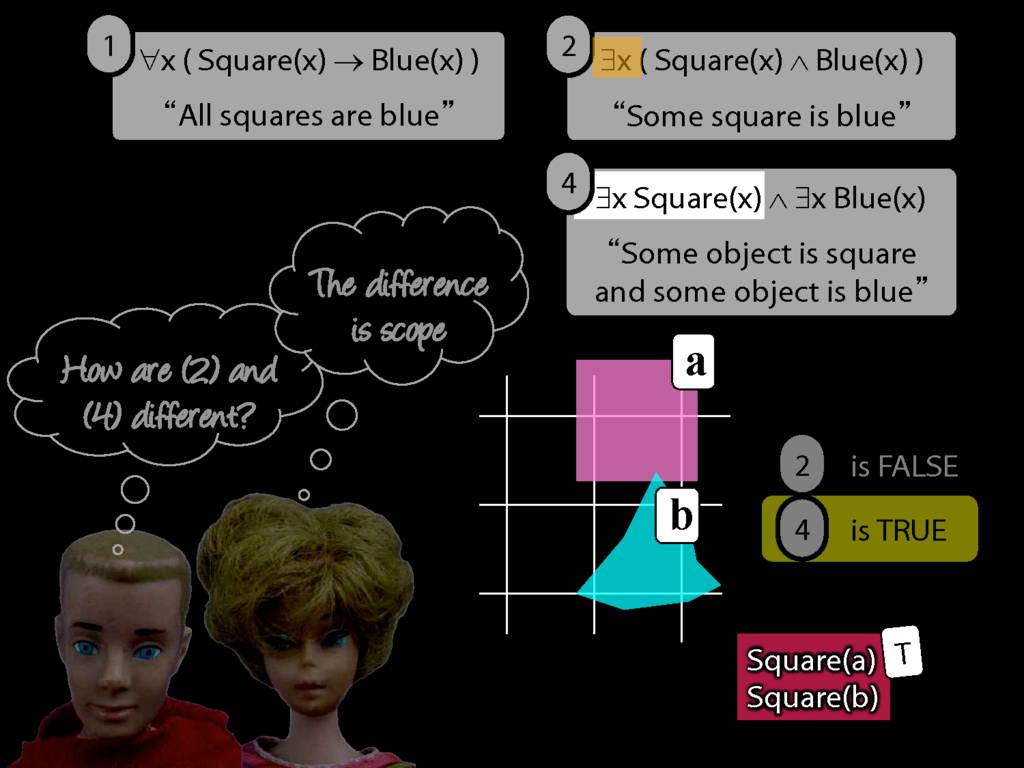 1
∀x ( Square(x) → Blue(x) )
“All squares are blue”
2
∃x ( Square(x) ∧ Blue(x) )
“Some square is blue”
4
∃x Square(x) ∧ ∃x Blue(x)
“Some object is square
and some object is blue”
The difference
is scope
How are (2) and
(4) different?
a
b
2 is FALSE
4 is TRUE
Square(a) T
Square(b)